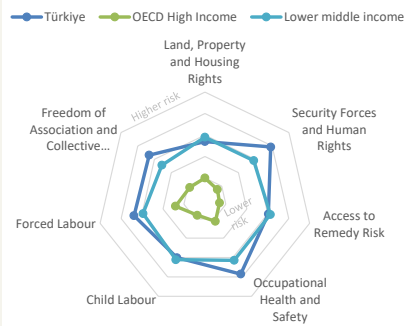 Türkiye OECD High Income Lower middle income
Land, Property
and Housing
Rights
Higher risk
Freedom of
Association and
Collective...
Security Forces
and Human
Rights
Lower
risk
Forced Labour
Access to
Remedy Risk
Child Labour
Occupational
Health and
Safety